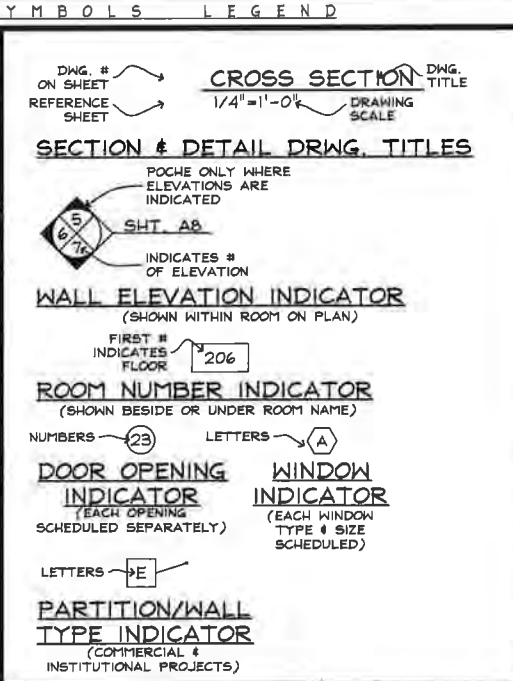 YMBOLS LEGEND
DWG. #
ON SHEET
CROSS SECTION
DWG.
TITLE
REFERENCE
SHEET
1/4"=1'-0"
DRAWING
SCALE
SECTION & DETAIL DRWG. TITLES
POCHE ONLY WHERE
ELEVATIONS ARE
INDICATED
5
6
7
SHT. A8
INDICATES #
OF ELEVATION
WALL ELEVATION INDICATOR
(SHOWN WITHIN ROOM ON PLAN)
FIRST #
INDICATES
FLOOR
206
ROOM NUMBER INDICATOR
(SHOWN BESIDE OR UNDER ROOM NAME)
NUMBERS 23
LETTERS A
DOOR OPENING
INDICATOR
(EACH OPENING
SCHEDULED SEPARATELY)
WINDOW
INDICATOR
(EACH WINDOW
TYPE & SIZE
SCHEDULED)
LETTERS E
PARTITION/WALL
TYPE INDICATOR
(COMMERCIAL &
INSTITUTIONAL PROJECTS)